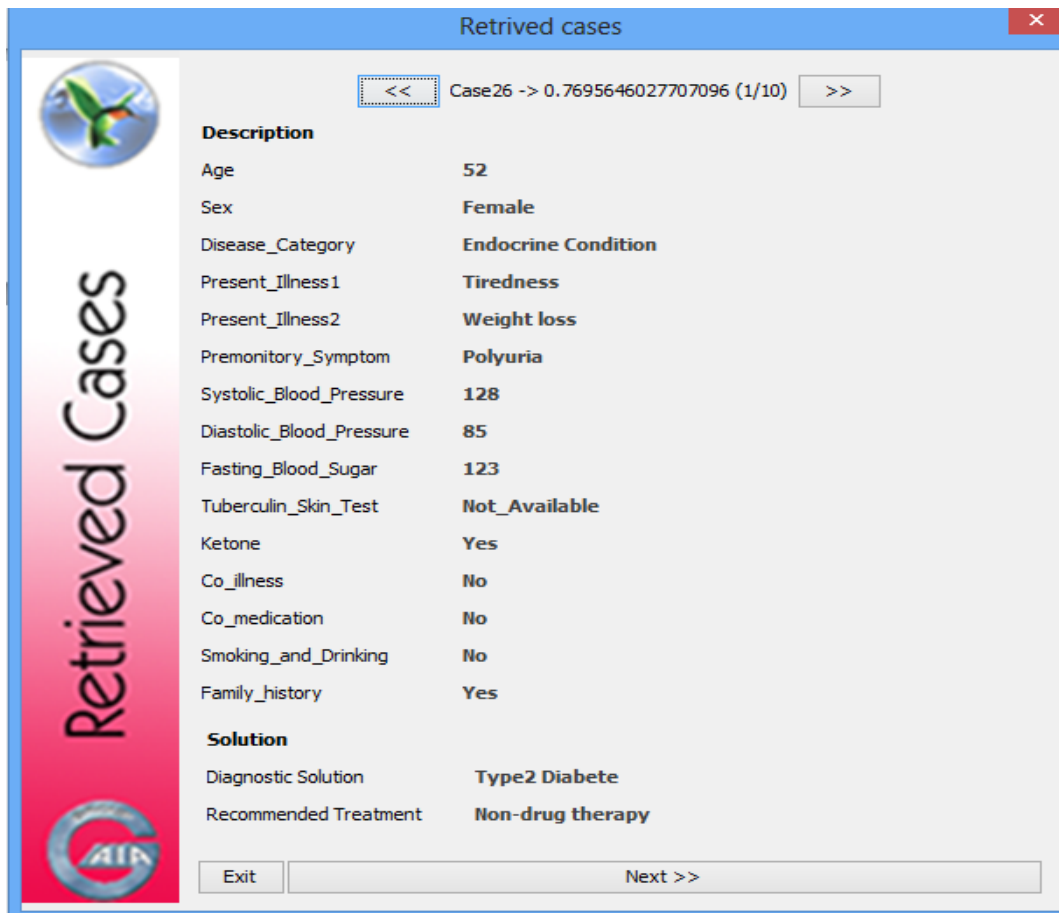 Retrived cases
<< Case26 -> 0.7695646027707096 (1/10) >>
Retrieved Cases
Description
Age 52
Sex Female
Disease_Category Endocrine Condition
Present_Illness1 Tiredness
Present_Illness2 Weight loss
Premonitory_Symptom Polyuria
Systolic_Blood_Pressure 128
Diastolic_Blood_Pressure 85
Fasting_Blood_Sugar 123
Tuberculin_Skin_Test Not_Available
Ketone Yes
Co_illness No
Co_medication No
Smoking_and_Drinking No
Family_history Yes
Solution
Diagnostic Solution Type2 Diabete
Recommended Treatment Non-drug therapy
GAIA
Exit Next >>